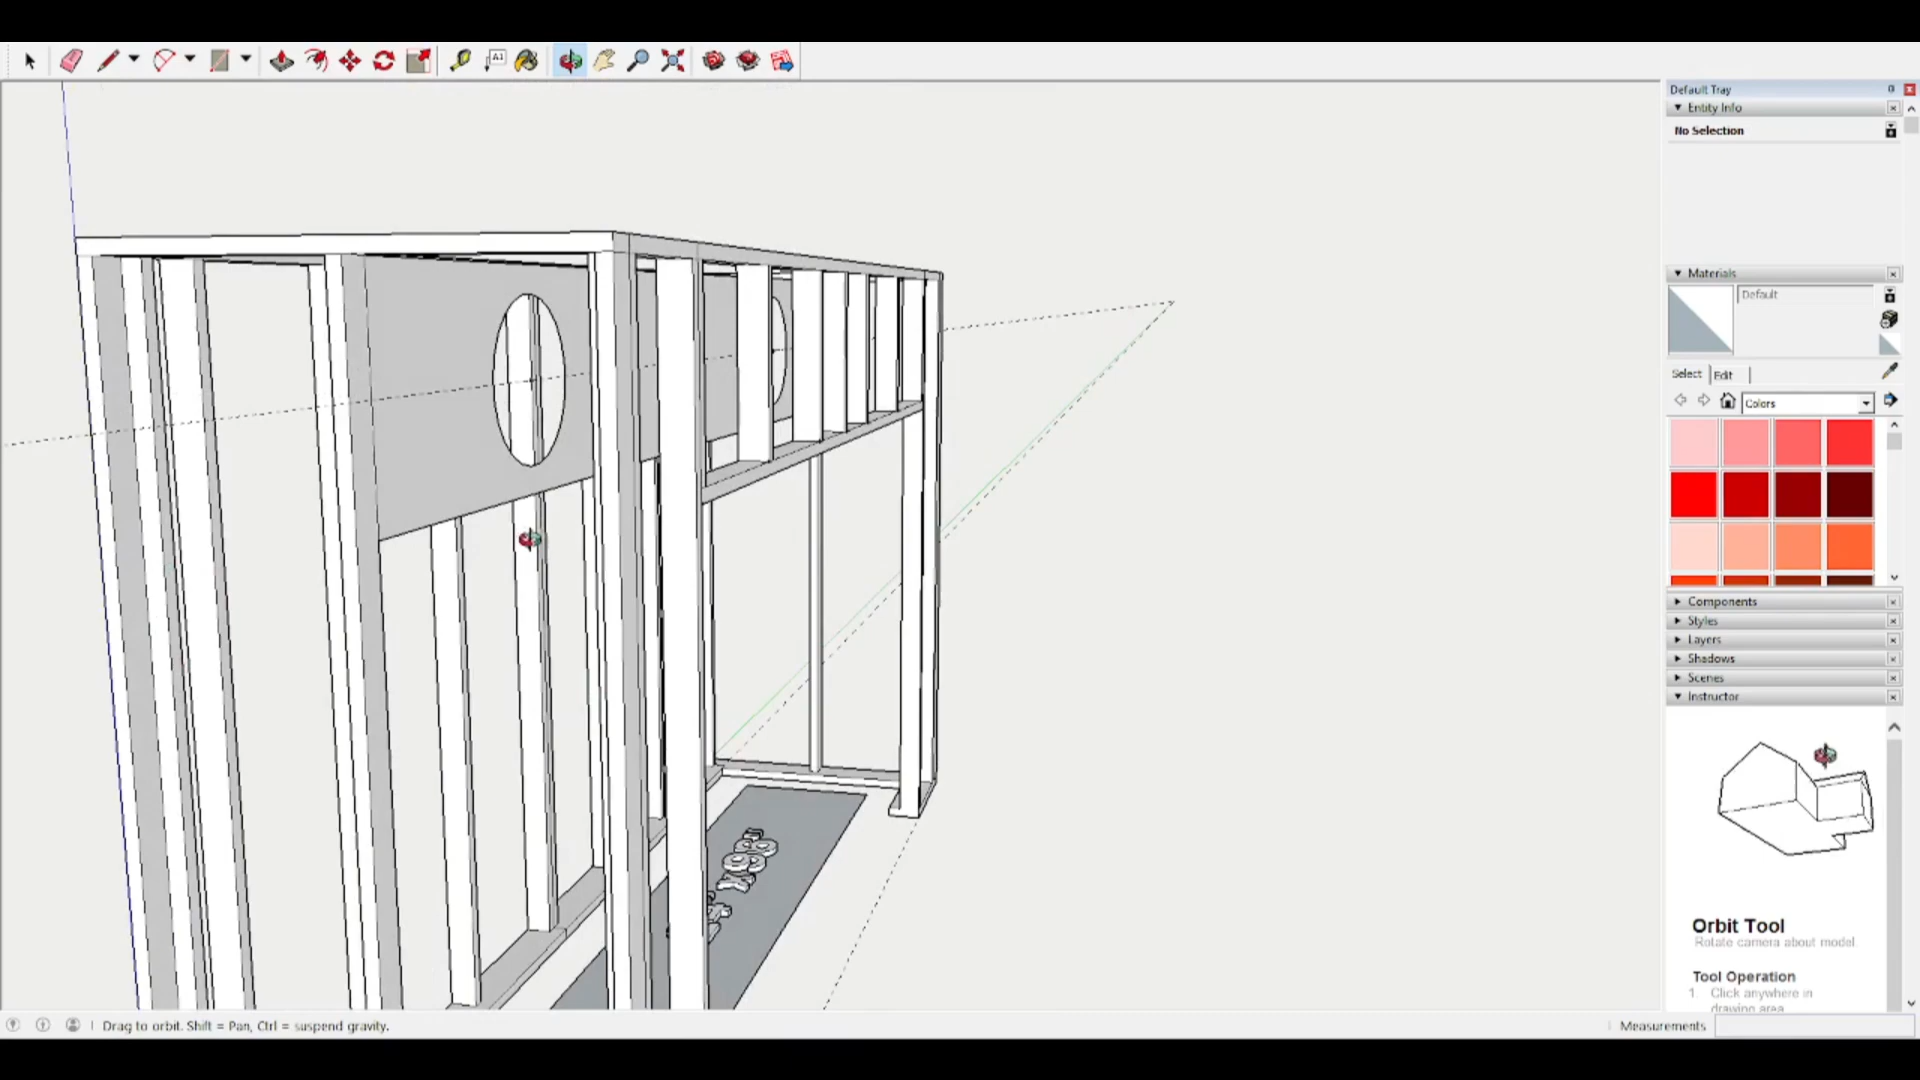 A1
Default Tray
Entity Info
No Selection
Materials
Default
Select
Edit
Colors
Components
Styles
Layers
Shadows
Scenes
Instructor
Orbit Tool
Rotate camera about model.
Tool Operation
1. Click anywhere in
drawing area.
Drag to orbit. Shift = Pan, Ctrl = suspend gravity.
Measurements